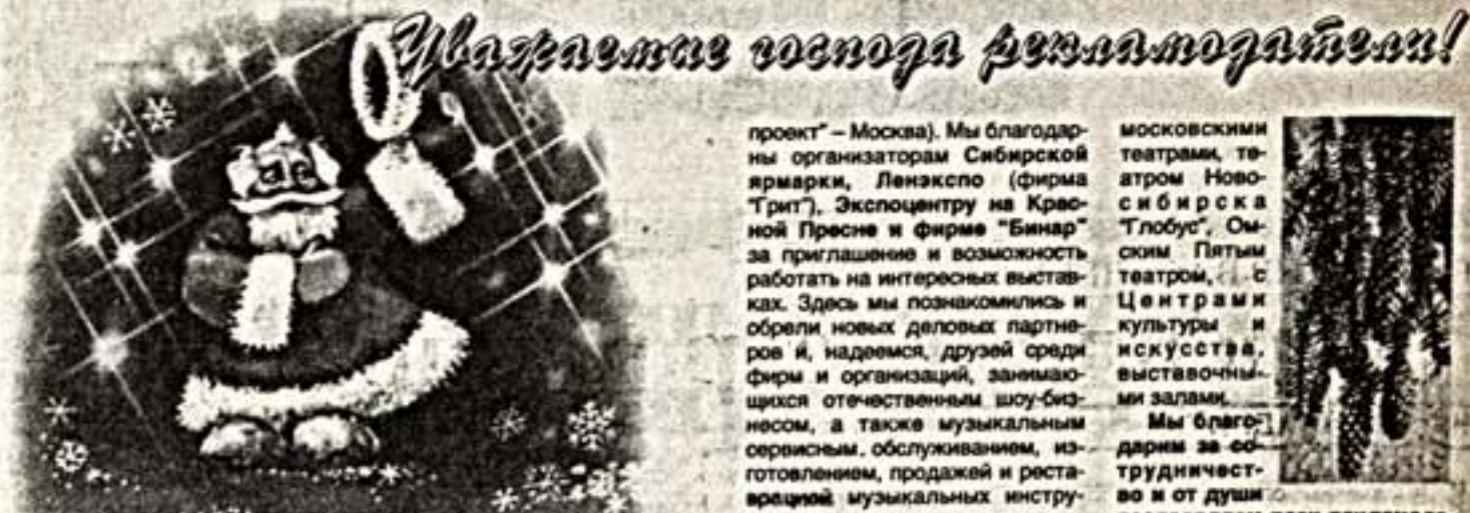 Уважаемые господа рекламодатели!
проект" – Москва). Мы благодар-
ны организаторам Сибирской
ярмарки, Ленэкспо (фирма
"Грит"), Экспоцентру на Крас-
ной Пресне и фирме "Бинар"
за приглашение и возможность
работать на интересных выстав-
ках. Здесь мы познакомились и
обрели новых деловых партне-
ров и, надеемся, друзей среди
фирм и организаций, занимаю-
щихся отечественным шоу-биз-
несом, а также музыкальным
сервисным обслуживанием, из-
готовлением, продажей и реста-
врацией музыкальных инстру-
московскими
театрами, те-
атром Ново-
сибирска
"Глобус", Ом-
ским Пятым
театром, с
Центрами
культуры и
искусства,
выставочны-
ми залами.
Мы благо-
дарим за со-
трудничест-
во и от души